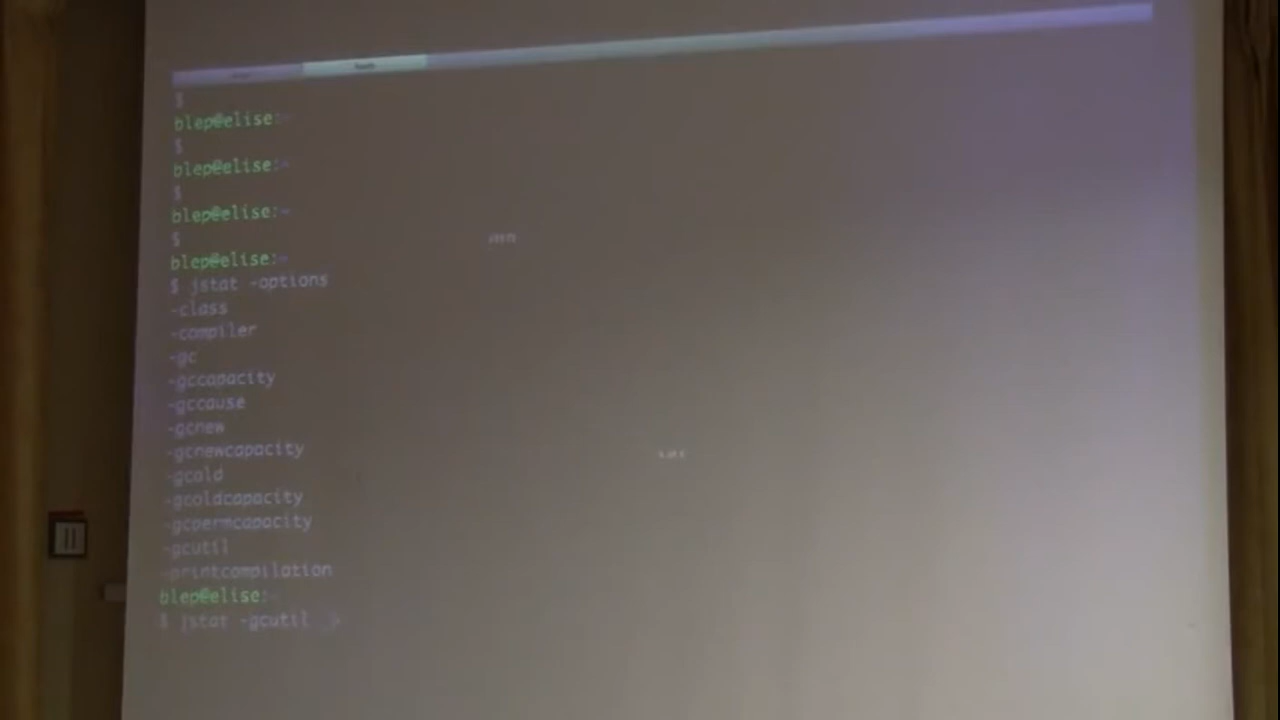 $
blep@elise:~
$
blep@elise:~
$
blep@elise:~
$
blep@elise:~
$ jstat -options
-class
-compiler
-gc
-gccapacity
-gccause
-gcnew
-gcnewcapacity
-gcold
-gcoldcapacity
-gcpermcapacity
-gcutil
-printcompilation
blep@elise:~
$ jstat -gcutil